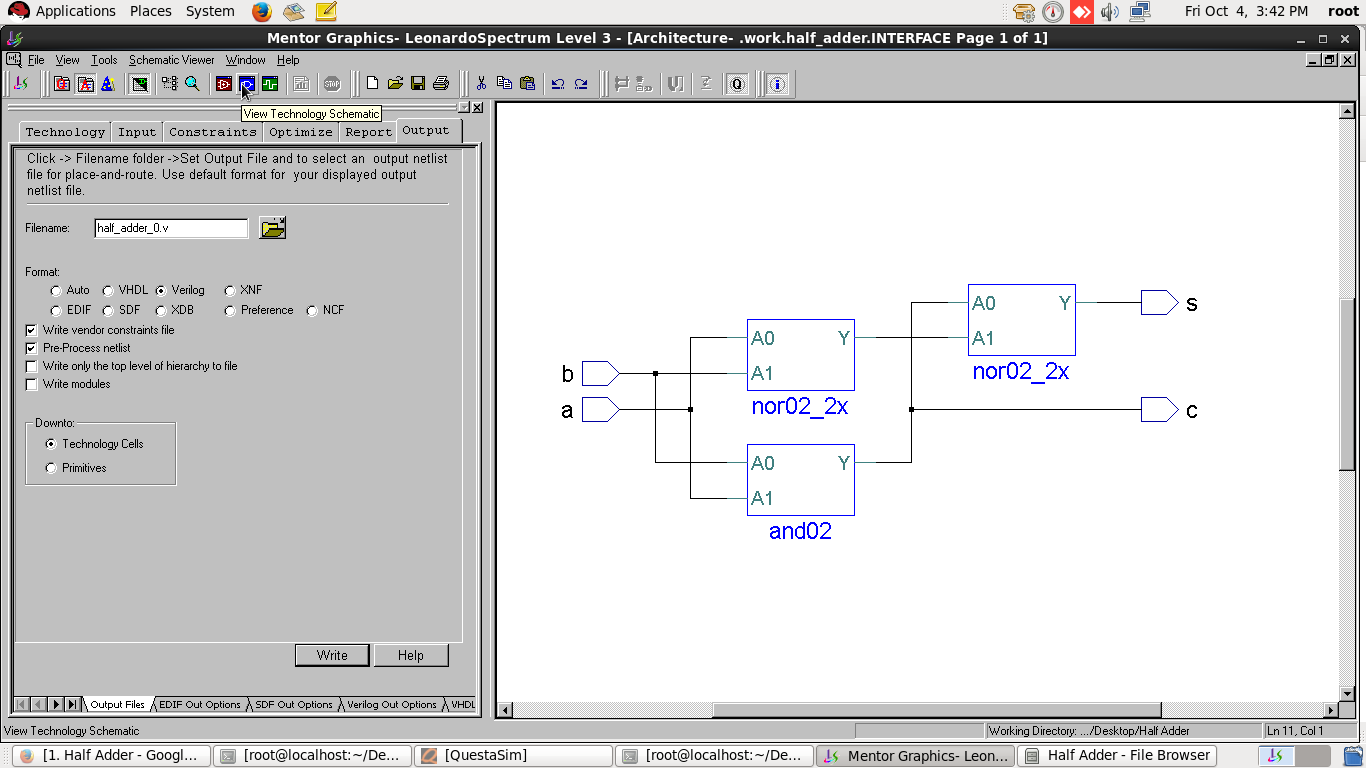 Applications Places System Fri Oct 4, 3:42 PM root
Mentor Graphics- LeonardoSpectrum Level 3 - [Architecture- .work.half_adder.INTERFACE Page 1 of 1]
File View Tools Schematic Viewer Window Help
View Technology Schematic
Technology Input Constraints Optimize Report Output
Click -> Filename folder ->Set Output File and to select an output netlist
file for place-and-route. Use default format for your displayed output
netlist file.
Filename: half_adder_0.v
Format:
Auto VHDL Verilog XNF
EDIF SDF XDB Preference NCF
Write vendor constraints file
Pre-Process netlist
Write only the top level of hierarchy to file
Write modules
Downto:
Technology Cells
Primitives
Write Help
Output Files EDIF Out Options SDF Out Options Verilog Out Options VHDL
A0 Y s
A1
nor02_2x
A0 Y
b A1
nor02_2x
a c
A0 Y
A1
and02
View Technology Schematic Working Directory: .../Desktop/Half Adder Ln 11, Col 1
[1. Half Adder - Googl... [root@localhost:~/De... [QuestaSim] [root@localhost:~/De... Mentor Graphics- Leon... Half Adder - File Browser